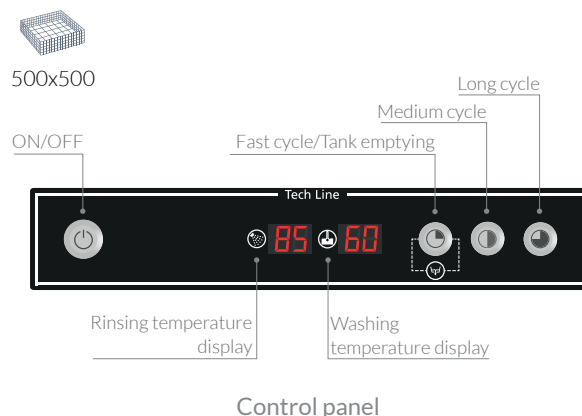 500x500
Long cycle
Medium cycle
ON/OFF
Fast cycle/Tank emptying
Tech Line
85
60
Rinsing temperature
display
Washing
temperature display
Control panel